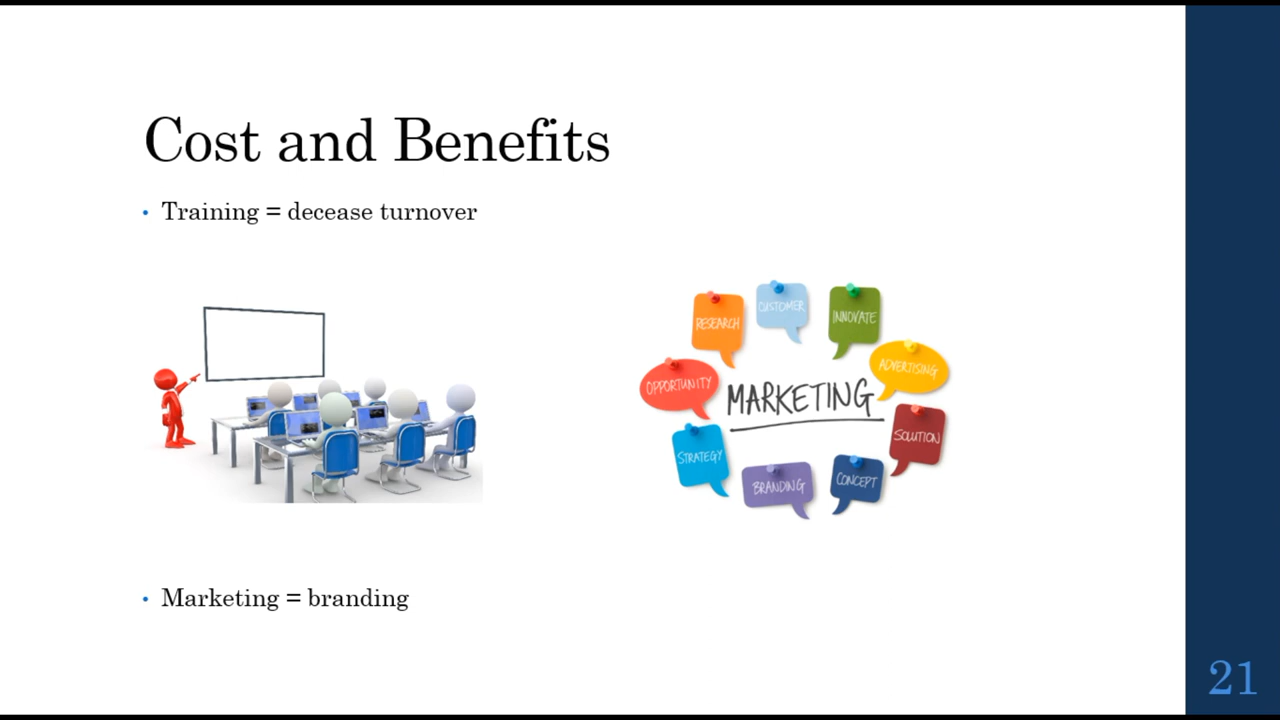 Cost and Benefits
• Training = decease turnover
RESEARCH
CUSTOMER
INNOVATE
OPPORTUNITY
ADVERTISING
MARKETING
STRATEGY
SOLUTION
BRANDING
CONCEPT
• Marketing = branding
21